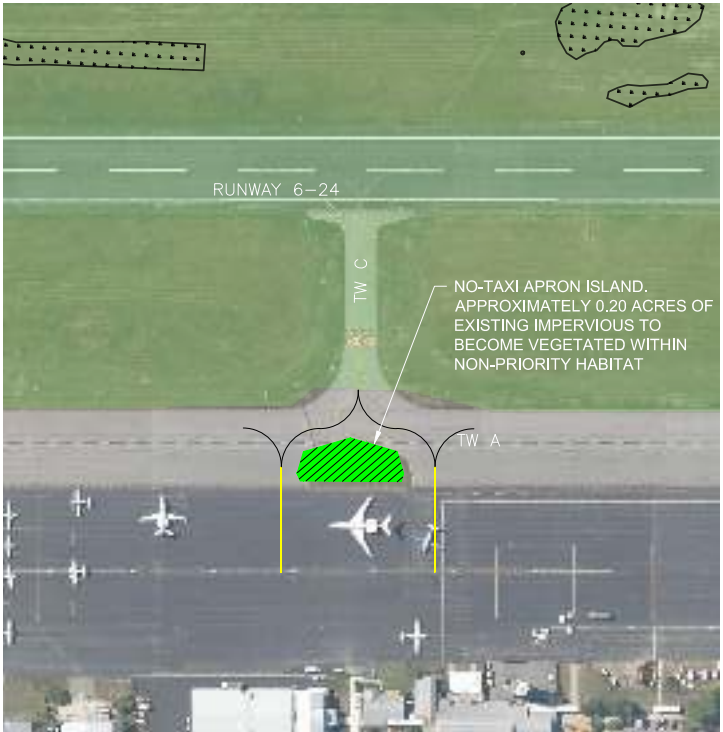 RUNWAY 6-24
TW C
NO-TAXI APRON ISLAND.
APPROXIMATELY 0.20 ACRES OF
EXISTING IMPERVIOUS TO
BECOME VEGETATED WITHIN
NON-PRIORITY HABITAT
TW A